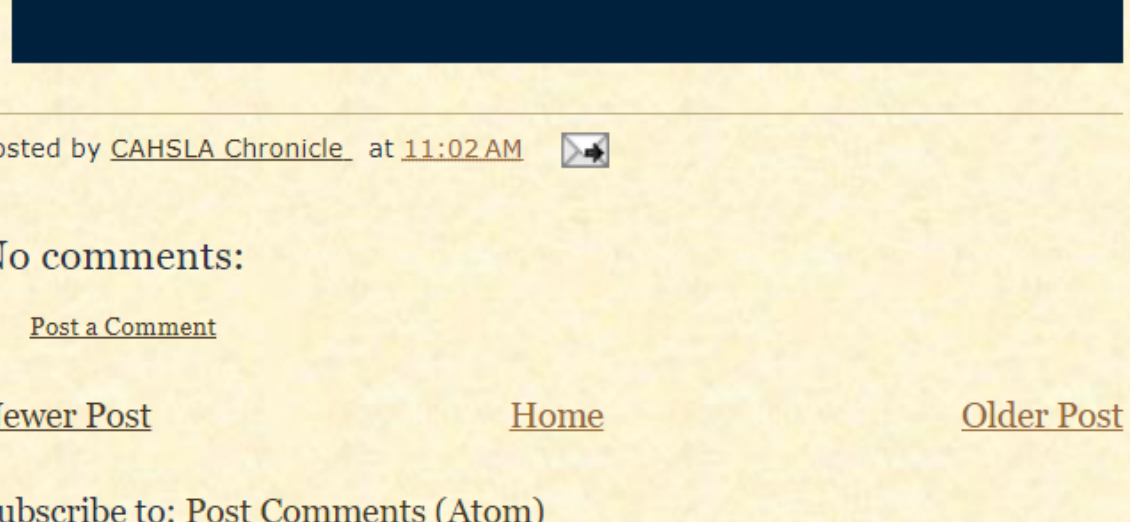 osted by CAHSLA Chronicle at 11:02 AM
No comments:
Post a Comment
ewer Post Home Older Post
ubscribe to: Post Comments (Atom)